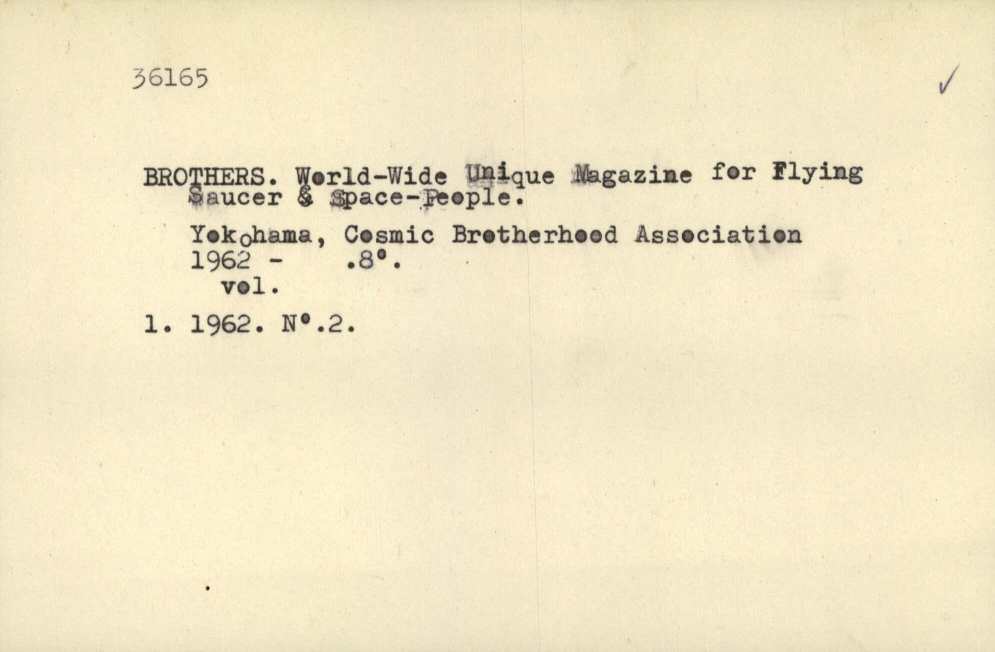 36165
BROTHERS. World-Wide Unique Magazine for Flying
Saucer & Space-People.
Yokohama, Cosmic Brotherhood Association
1962 - .8°.
vol.
1. 1962. N°.2.